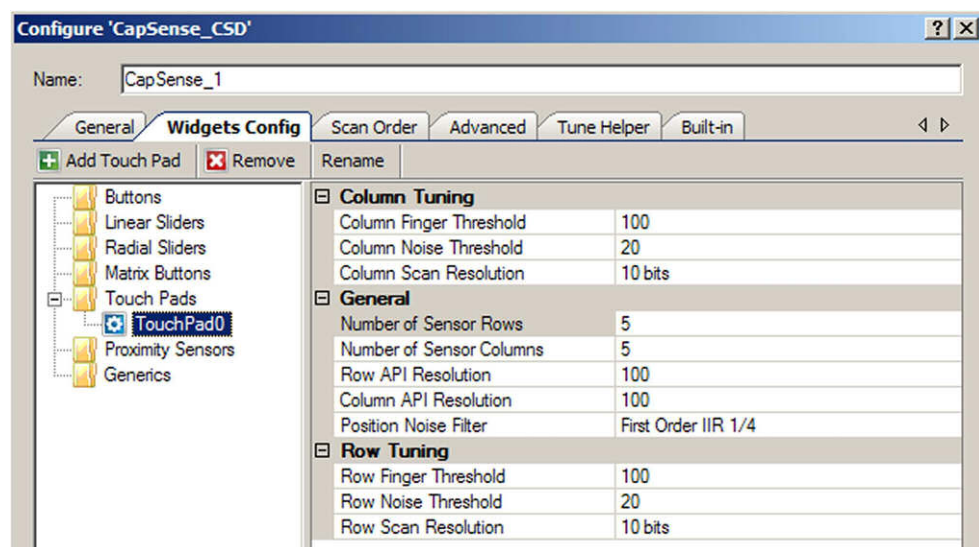 Configure 'CapSense_CSD'
Name: CapSense_1
General Widgets Config Scan Order Advanced Tune Helper Built-in
Add Touch Pad Remove Rename
Buttons
Linear Sliders
Radial Sliders
Matrix Buttons
Touch Pads
TouchPad0
Proximity Sensors
Generics
Column Tuning
Column Finger Threshold 100
Column Noise Threshold 20
Column Scan Resolution 10 bits
General
Number of Sensor Rows 5
Number of Sensor Columns 5
Row API Resolution 100
Column API Resolution 100
Position Noise Filter First Order IIR 1/4
Row Tuning
Row Finger Threshold 100
Row Noise Threshold 20
Row Scan Resolution 10 bits